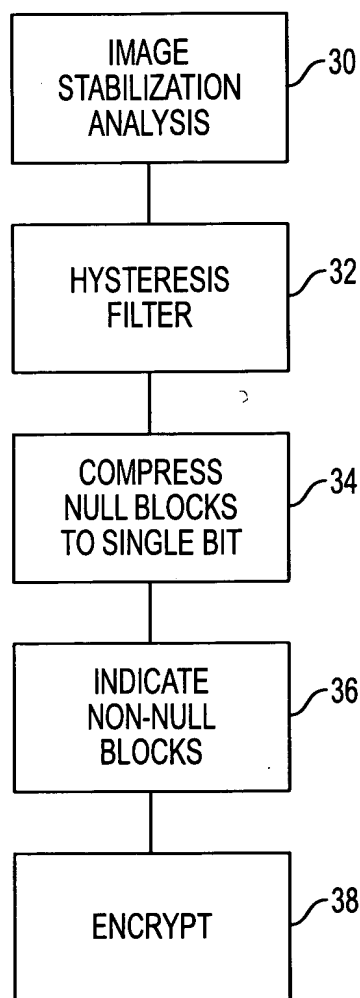 IMAGE
STABILIZATION
ANALYSIS
30
HYSTERESIS
FILTER
32
COMPRESS
NULL BLOCKS
TO SINGLE BIT
34
INDICATE
NON-NULL
BLOCKS
36
ENCRYPT
38